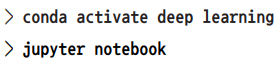 > conda activate deep learning
> jupyter notebook